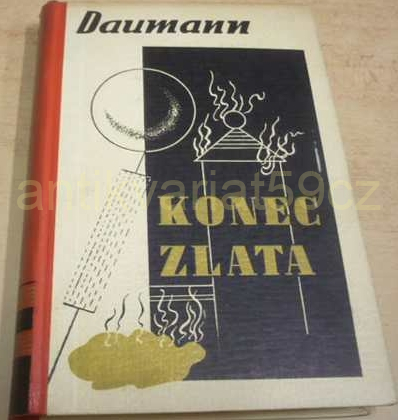 Daumann
antikvariat59cz
KONEC
ZLATA